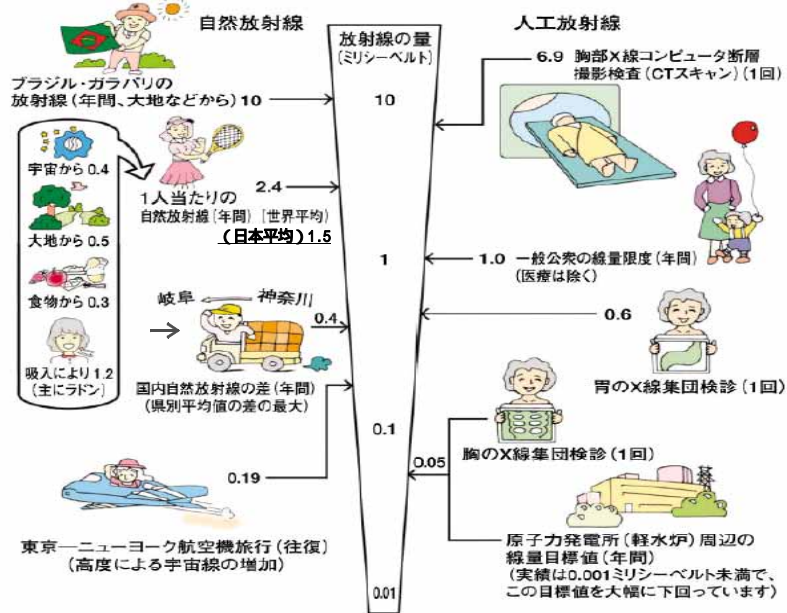 自然放射線
放射線の量
(ミリシーベルト)
人工放射線
10
1
0.1
0.01
ブラジル・ガラパリの
放射線(年間、大地などから)10
宇宙から 0.4
大地から 0.5
食物から 0.3
吸入により 1.2
(主にラドン)
2.4
1人当たりの
自然放射線(年間) [世界平均]
(日本平均) 1.5
岐阜 神奈川
0.4
国内自然放射線の差(年間)
(県別平均値の差の最大)
0.19
東京―ニューヨーク航空機旅行(往復)
(高度による宇宙線の増加)
6.9 胸部X線コンピュータ断層
撮影検査(CTスキャン)(1回)
1.0 一般公衆の線量限度(年間)
(医療は除く)
0.6
胃のX線集団検診(1回)
胸のX線集団検診(1回)
0.05
原子力発電所(軽水炉)周辺の
線量目標値(年間)
(実績は0.001ミリシーベルト未満で、
この目標値を大幅に下回っています)